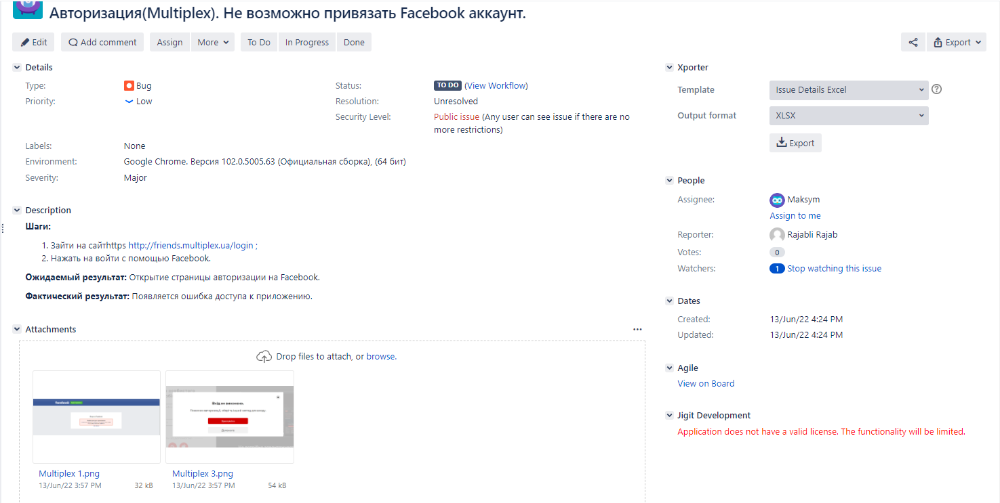 Авторизация(Multiplex). Не возможно привязать Facebook аккаунт.
Edit Add comment Assign More To Do In Progress Done Export
Details
Type: Bug
Priority: Low
Status: TO DO (View Workflow)
Resolution: Unresolved
Security Level: Public issue (Any user can see issue if there are no
more restrictions)
Labels: None
Environment: Google Chrome. Версия 102.0.5005.63 (Официальная сборка), (64 бит)
Severity: Major
Description
Шаги:
1. Зайти на сайтhttps http://friends.multiplex.ua/login ;
2. Нажать на войти с помощью Facebook.
Ожидаемый результат: Открытие страницы авторизации на Facebook.
Фактический результат: Появляется ошибка доступа к приложению.
Attachments
Drop files to attach, or browse.
facebook
Вхід не виконано.
Multiplex 1.png
13/Jun/22 3:57 PM 32 kB
Multiplex 3.png
13/Jun/22 3:57 PM 54 kB
Xporter
Template Issue Details Excel
Output format XLSX
Export
People
Assignee: Maksym
Assign to me
Reporter: Rajabli Rajab
Votes: 0
Watchers: 1 Stop watching this issue
Dates
Created: 13/Jun/22 4:24 PM
Updated: 13/Jun/22 4:24 PM
Agile
View on Board
Jigit Development
Application does not have a valid license. The functionality will be limited.